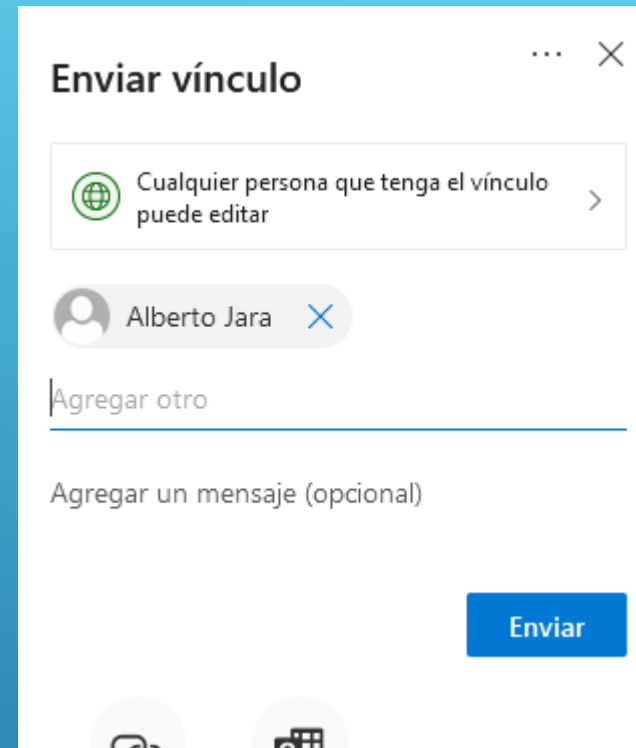 Enviar vínculo
Cualquier persona que tenga el vínculo
puede editar
Alberto Jara
Agregar otro
Agregar un mensaje (opcional)
Enviar